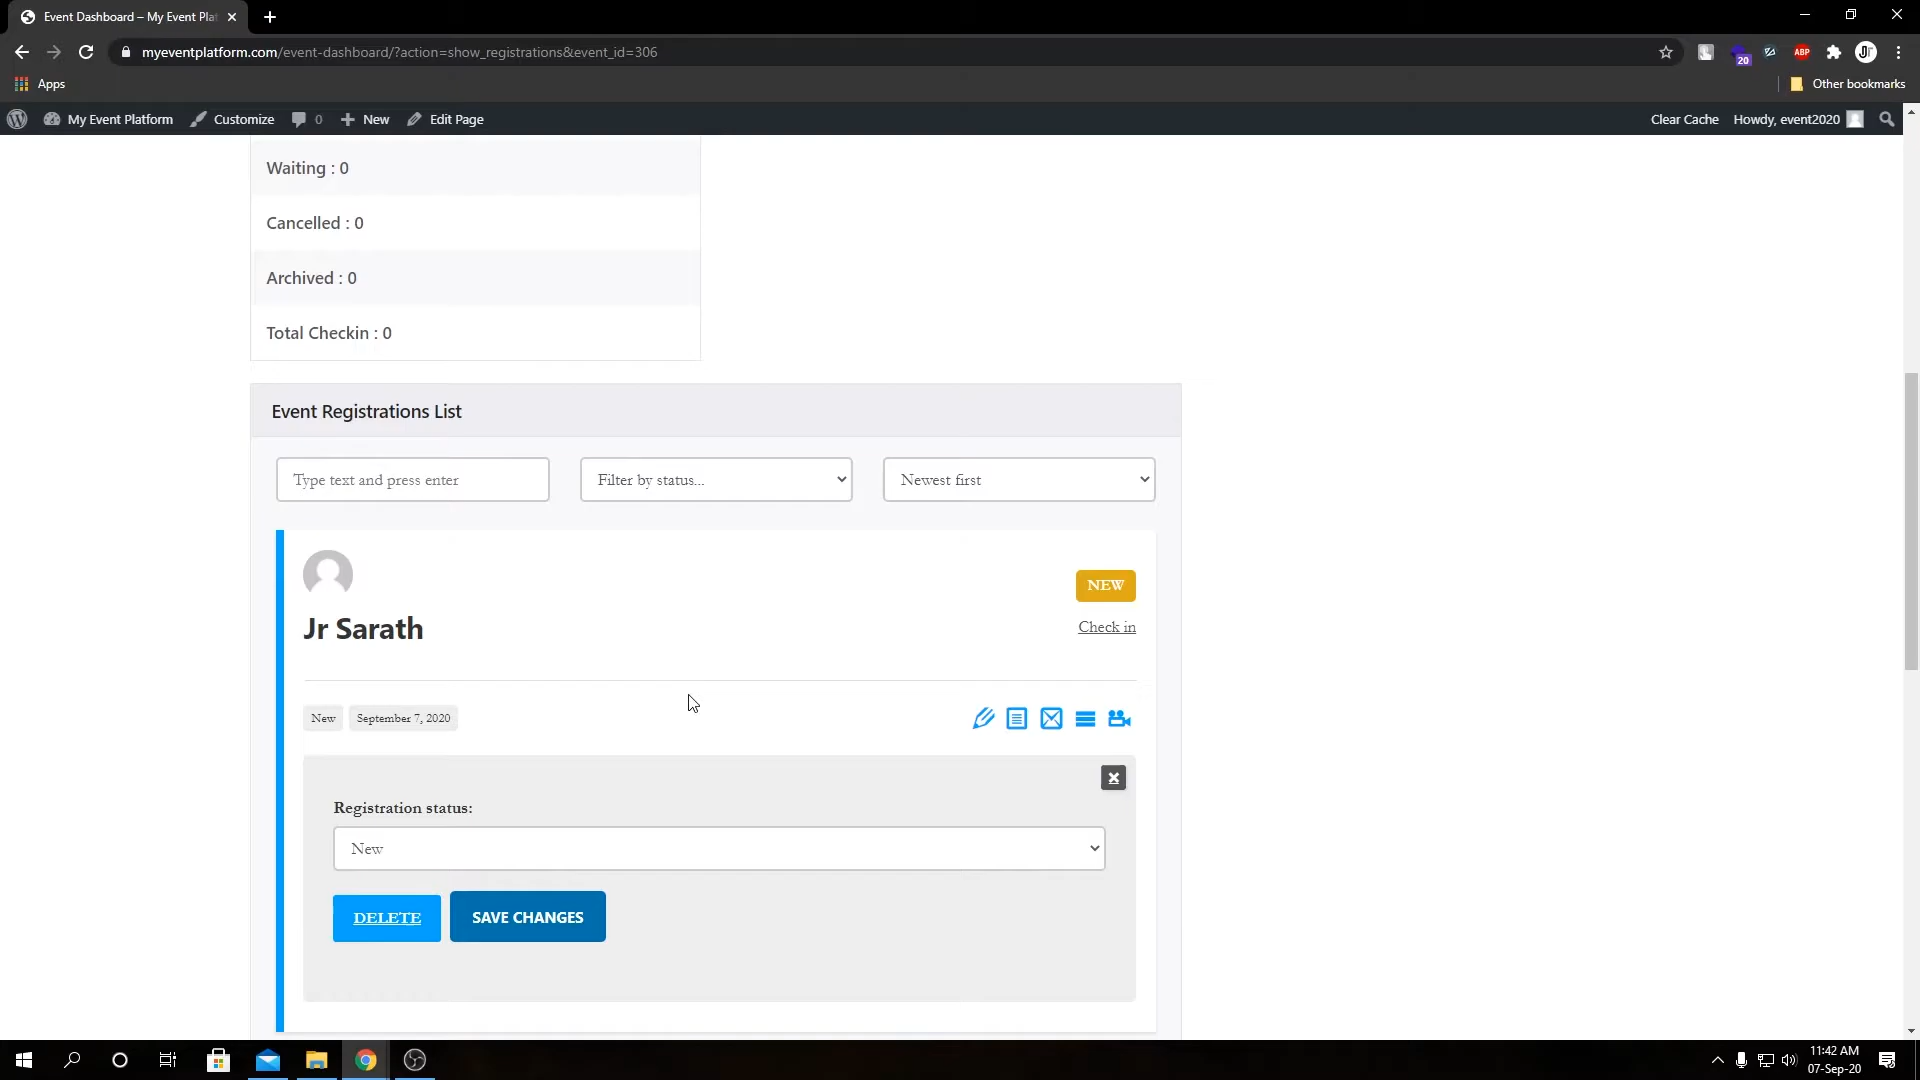 Event Dashboard – My Event Plat
myeventplatform.com/event-dashboard/?action=show_registrations&event_id=306
20
ABP
Apps
Other bookmarks
My Event Platform
Customize
0
New
Edit Page
Clear Cache
Howdy, event2020
Waiting : 0
Cancelled : 0
Archived : 0
Total Checkin : 0
Event Registrations List
Type text and press enter
Filter by status...
Newest first
NEW
Jr Sarath
Check in
New
September 7, 2020
Registration status:
New
DELETE
SAVE CHANGES
11:42 AM
07-Sep-20